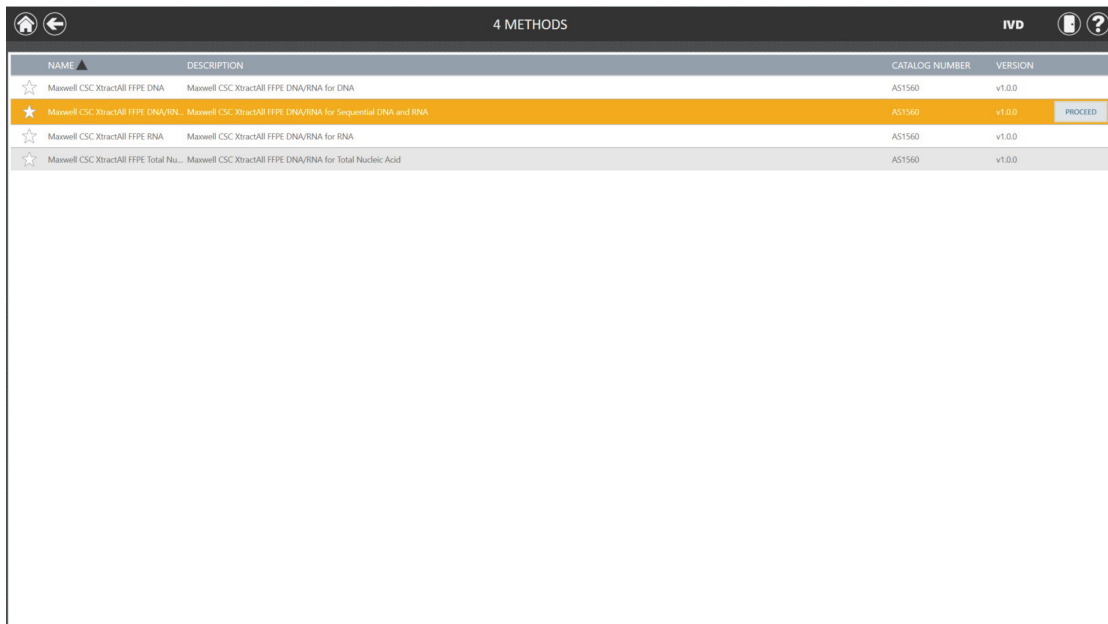 4 METHODS IVD ?
NAME DESCRIPTION CATALOG NUMBER VERSION
Maxwell CSC XtractAll FFPE DNA Maxwell CSC XtractAll FFPE DNA/RNA for DNA AS1560 v1.0.0
Maxwell CSC XtractAll FFPE DNA/RN... Maxwell CSC XtractAll FFPE DNA/RNA for Sequential DNA and RNA AS1560 v1.0.0 PROCEED
Maxwell CSC XtractAll FFPE RNA Maxwell CSC XtractAll FFPE DNA/RNA for RNA AS1560 v1.0.0
Maxwell CSC XtractAll FFPE Total Nu... Maxwell CSC XtractAll FFPE DNA/RNA for Total Nucleic Acid AS1560 v1.0.0